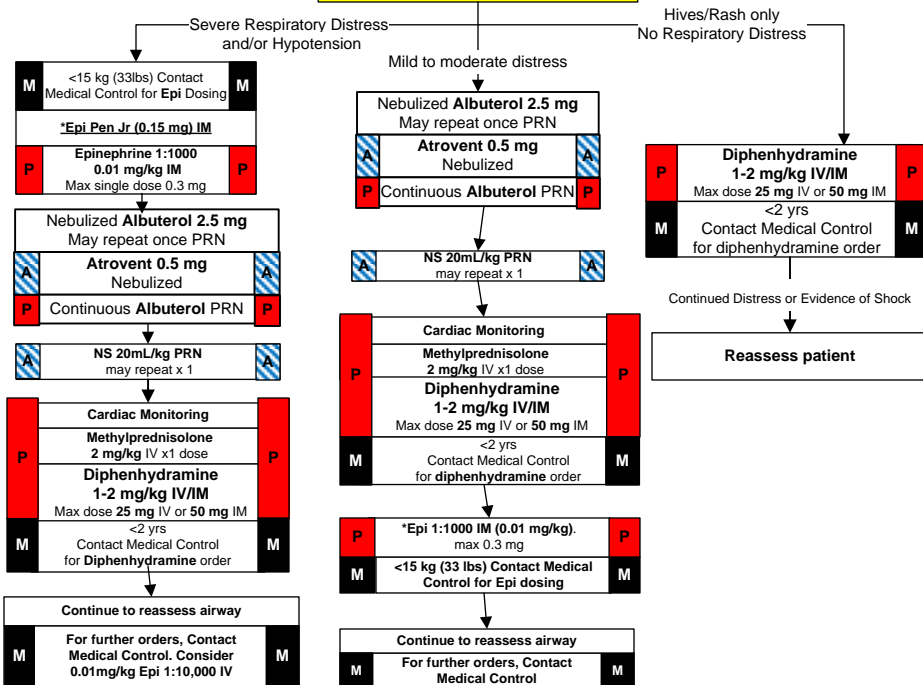 Severe Respiratory Distress
and/or Hypotension
M
<15 kg (33lbs) Contact
Medical Control for Epi Dosing
M
*Epi Pen Jr (0.15 mg) IM
P
Epinephrine 1:1000
0.01 mg/kg IM
Max single dose 0.3 mg
P
Nebulized Albuterol 2.5 mg
May repeat once PRN
A
Atrovent 0.5 mg
Nebulized
A
P
Continuous Albuterol PRN
P
A
NS 20mL/kg PRN
may repeat x 1
A
P
Cardiac Monitoring
Methylprednisolone
2 mg/kg IV x1 dose
Diphenhydramine
1-2 mg/kg IV/IM
Max dose 25 mg IV or 50 mg IM
P
M
<2 yrs
Contact Medical Control
for Diphenhydramine order
M
Continue to reassess airway
M
For further orders, Contact
Medical Control. Consider
0.01mg/kg Epi 1:10,000 IV
M
Mild to moderate distress
Nebulized Albuterol 2.5 mg
May repeat once PRN
A
Atrovent 0.5 mg
Nebulized
A
P
Continuous Albuterol PRN
P
A
NS 20mL/kg PRN
may repeat x 1
A
P
Cardiac Monitoring
Methylprednisolone
2 mg/kg IV x1 dose
Diphenhydramine
1-2 mg/kg IV/IM
Max dose 25 mg IV or 50 mg IM
P
M
<2 yrs
Contact Medical Control
for diphenhydramine order
M
P
*Epi 1:1000 IM (0.01 mg/kg).
max 0.3 mg
P
M
<15 kg (33 lbs) Contact Medical
Control for Epi dosing
M
Continue to reassess airway
M
For further orders, Contact
Medical Control
M
Hives/Rash only
No Respiratory Distress
P
Diphenhydramine
1-2 mg/kg IV/IM
Max dose 25 mg IV or 50 mg IM
P
M
<2 yrs
Contact Medical Control
for diphenhydramine order
M
Continued Distress or Evidence of Shock
Reassess patient